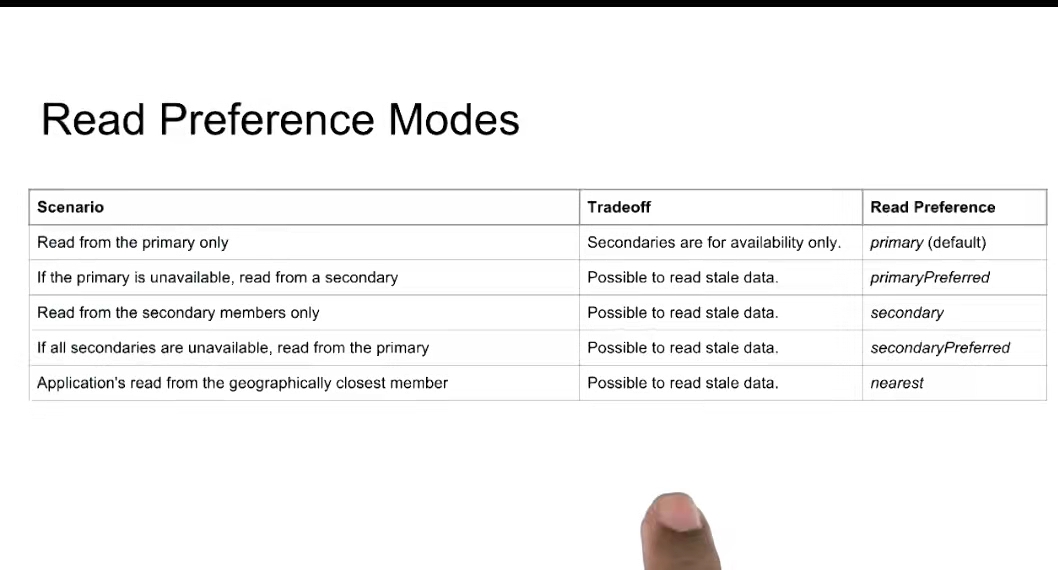 Read Preference Modes
Scenario Tradeoff Read Preference
Read from the primary only Secondaries are for availability only. primary (default)
If the primary is unavailable, read from a secondary Possible to read stale data. primaryPreferred
Read from the secondary members only Possible to read stale data. secondary
If all secondaries are unavailable, read from the primary Possible to read stale data. secondaryPreferred
Application's read from the geographically closest member Possible to read stale data. nearest